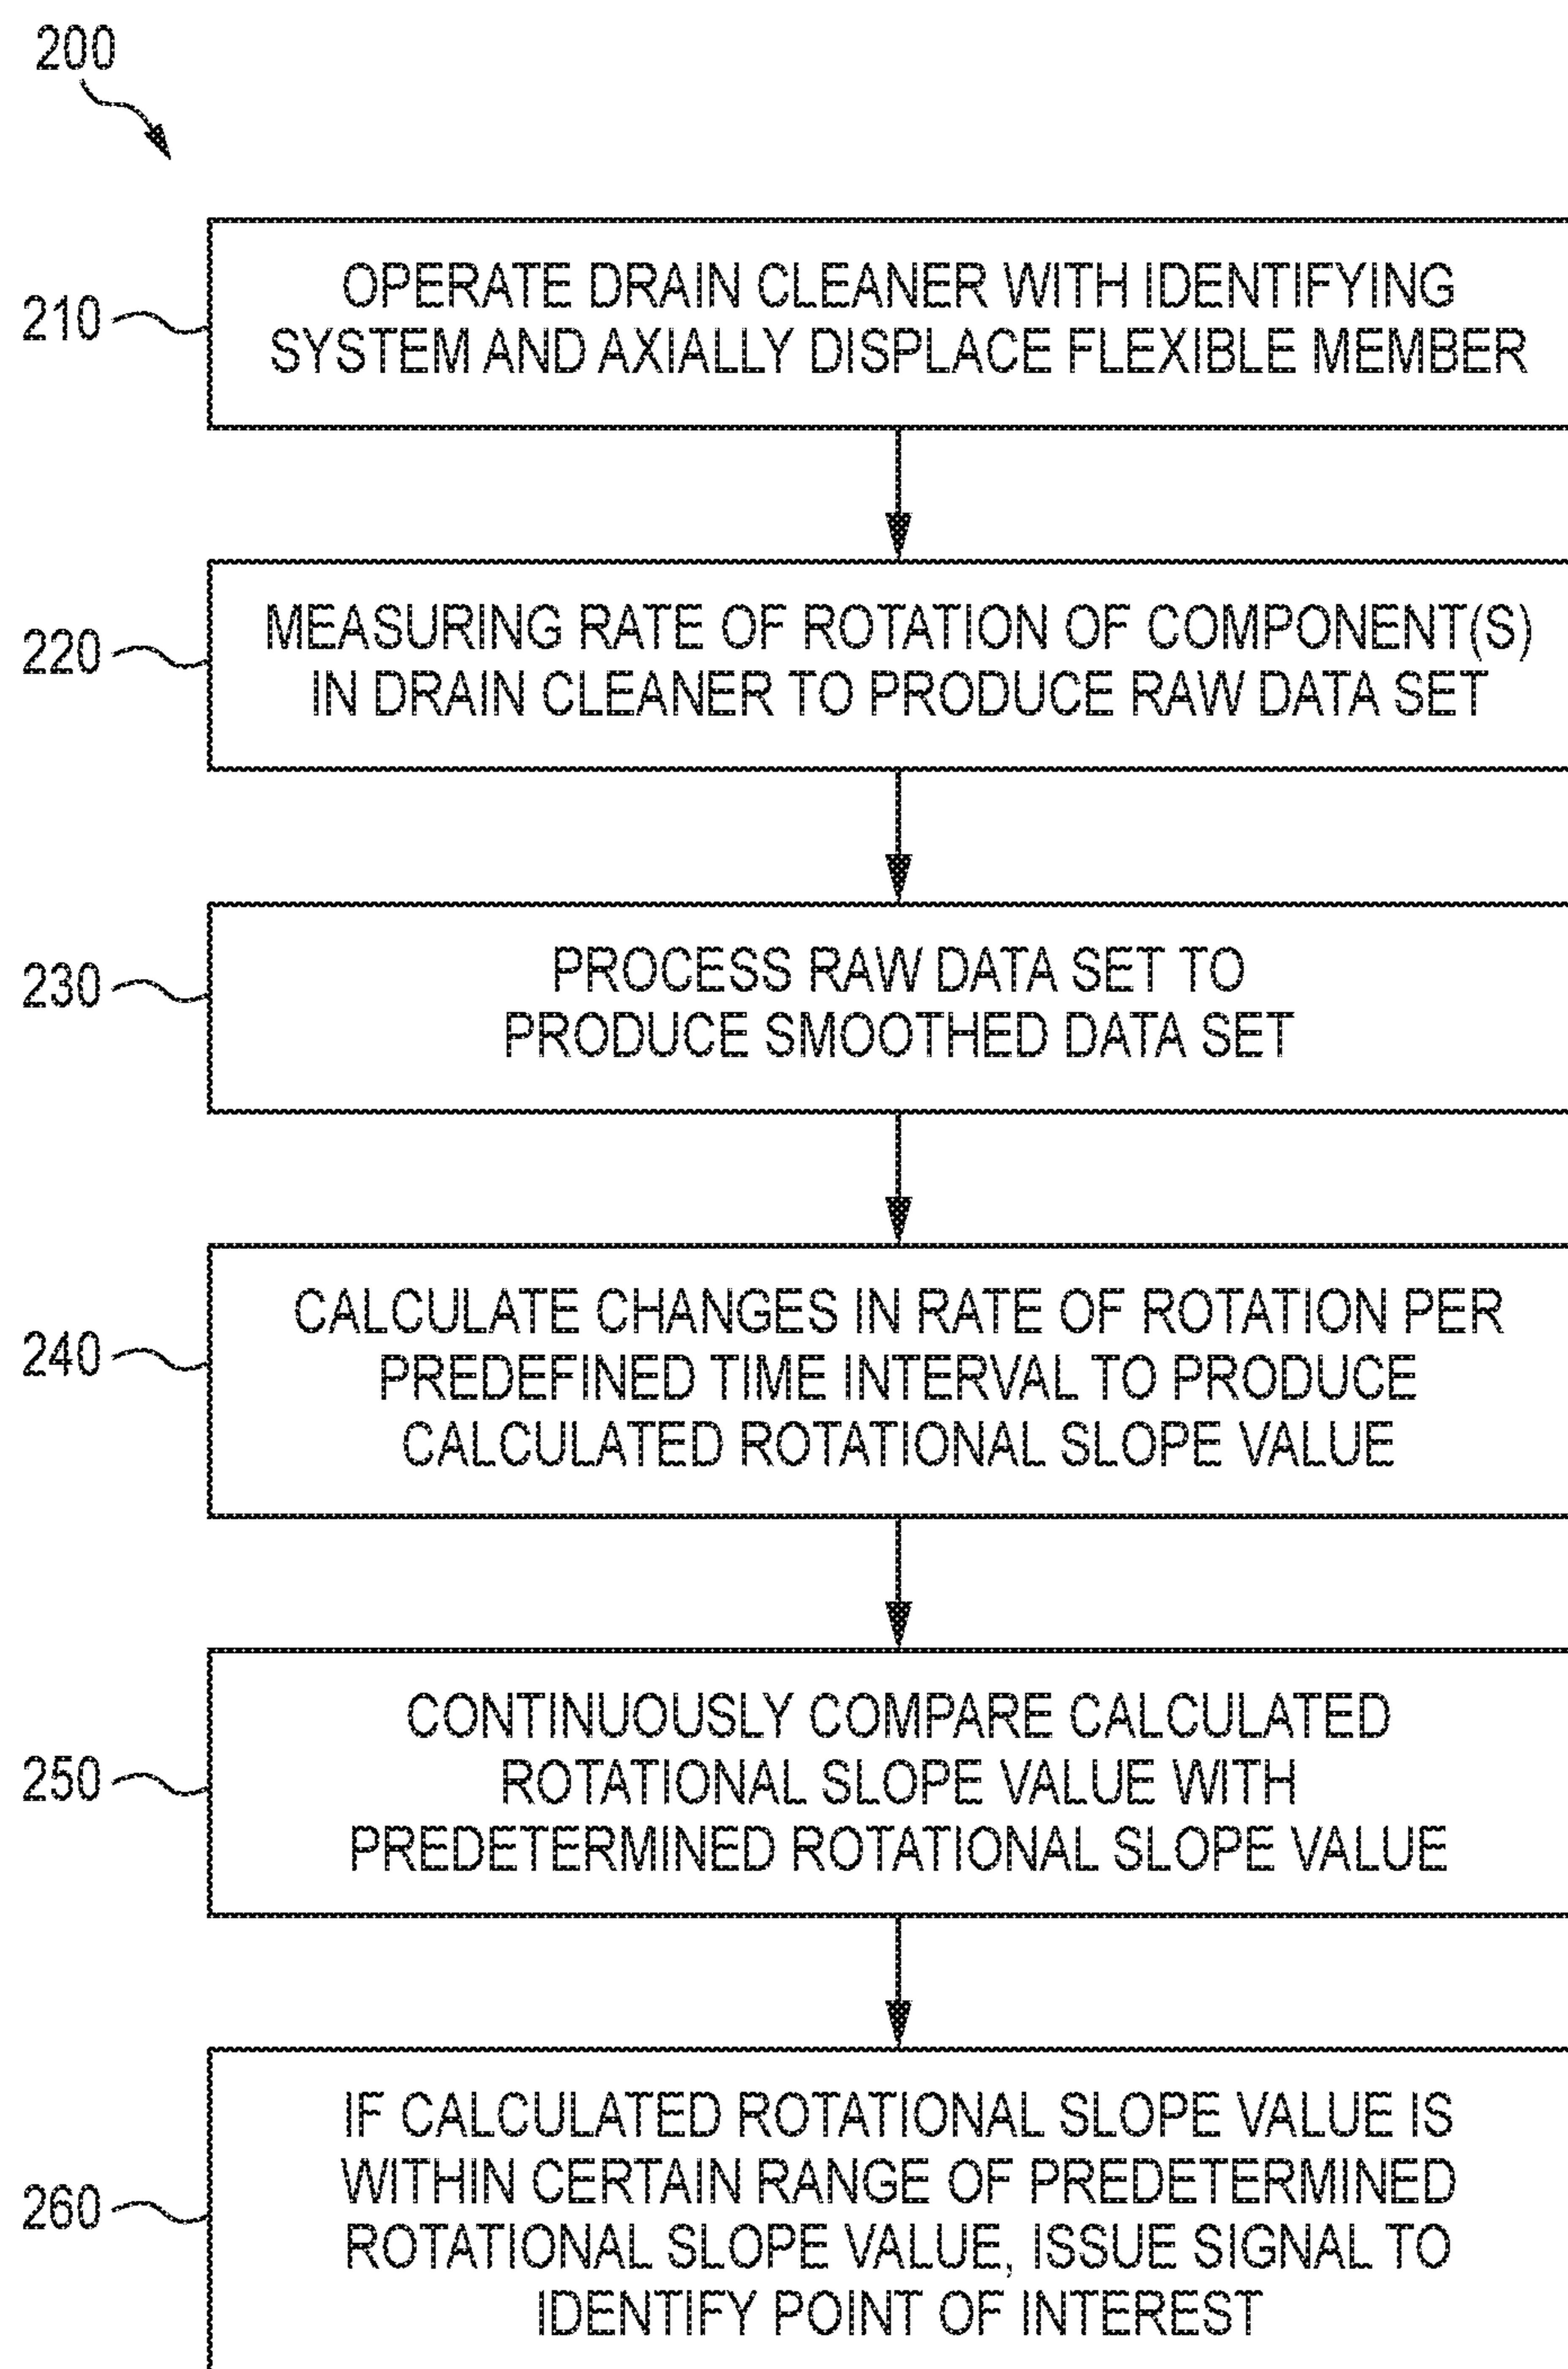 200
210
OPERATE DRAIN CLEANER WITH IDENTIFYING
SYSTEM AND AXIALLY DISPLACE FLEXIBLE MEMBER
220
MEASURING RATE OF ROTATION OF COMPONENT(S)
IN DRAIN CLEANER TO PRODUCE RAW DATA SET
230
PROCESS RAW DATA SET TO
PRODUCE SMOOTHED DATA SET
240
CALCULATE CHANGES IN RATE OF ROTATION PER
PREDEFINED TIME INTERVAL TO PRODUCE
CALCULATED ROTATIONAL SLOPE VALUE
250
CONTINUOUSLY COMPARE CALCULATED
ROTATIONAL SLOPE VALUE WITH
PREDETERMINED ROTATIONAL SLOPE VALUE
260
IF CALCULATED ROTATIONAL SLOPE VALUE IS
WITHIN CERTAIN RANGE OF PREDETERMINED
ROTATIONAL SLOPE VALUE, ISSUE SIGNAL TO
IDENTIFY POINT OF INTEREST